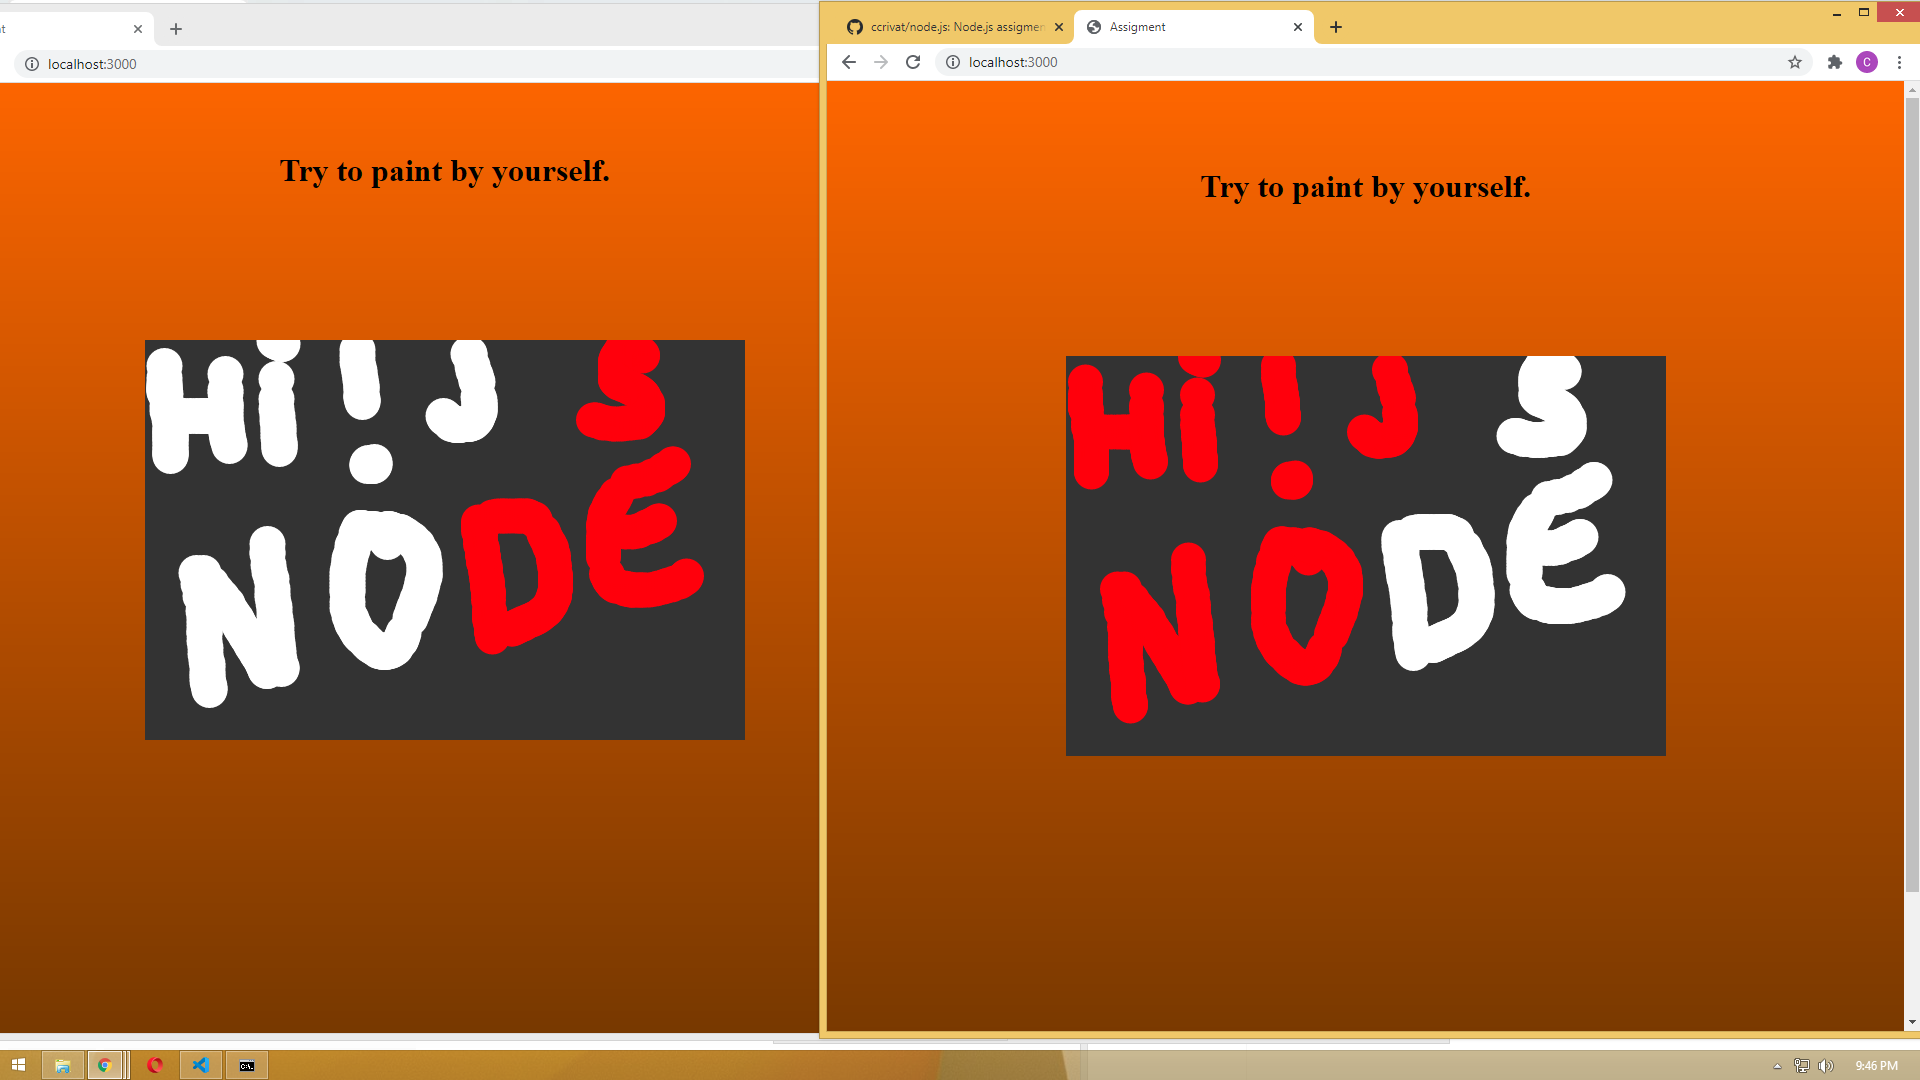 nt
localhost:3000
Try to paint by yourself.
Hi! J S
NODE
ccrivat/node.js: Node.js assigmen
Assigment
localhost:3000
C
Try to paint by yourself.
Hi! J S
NODE
C:\.
9:46 PM